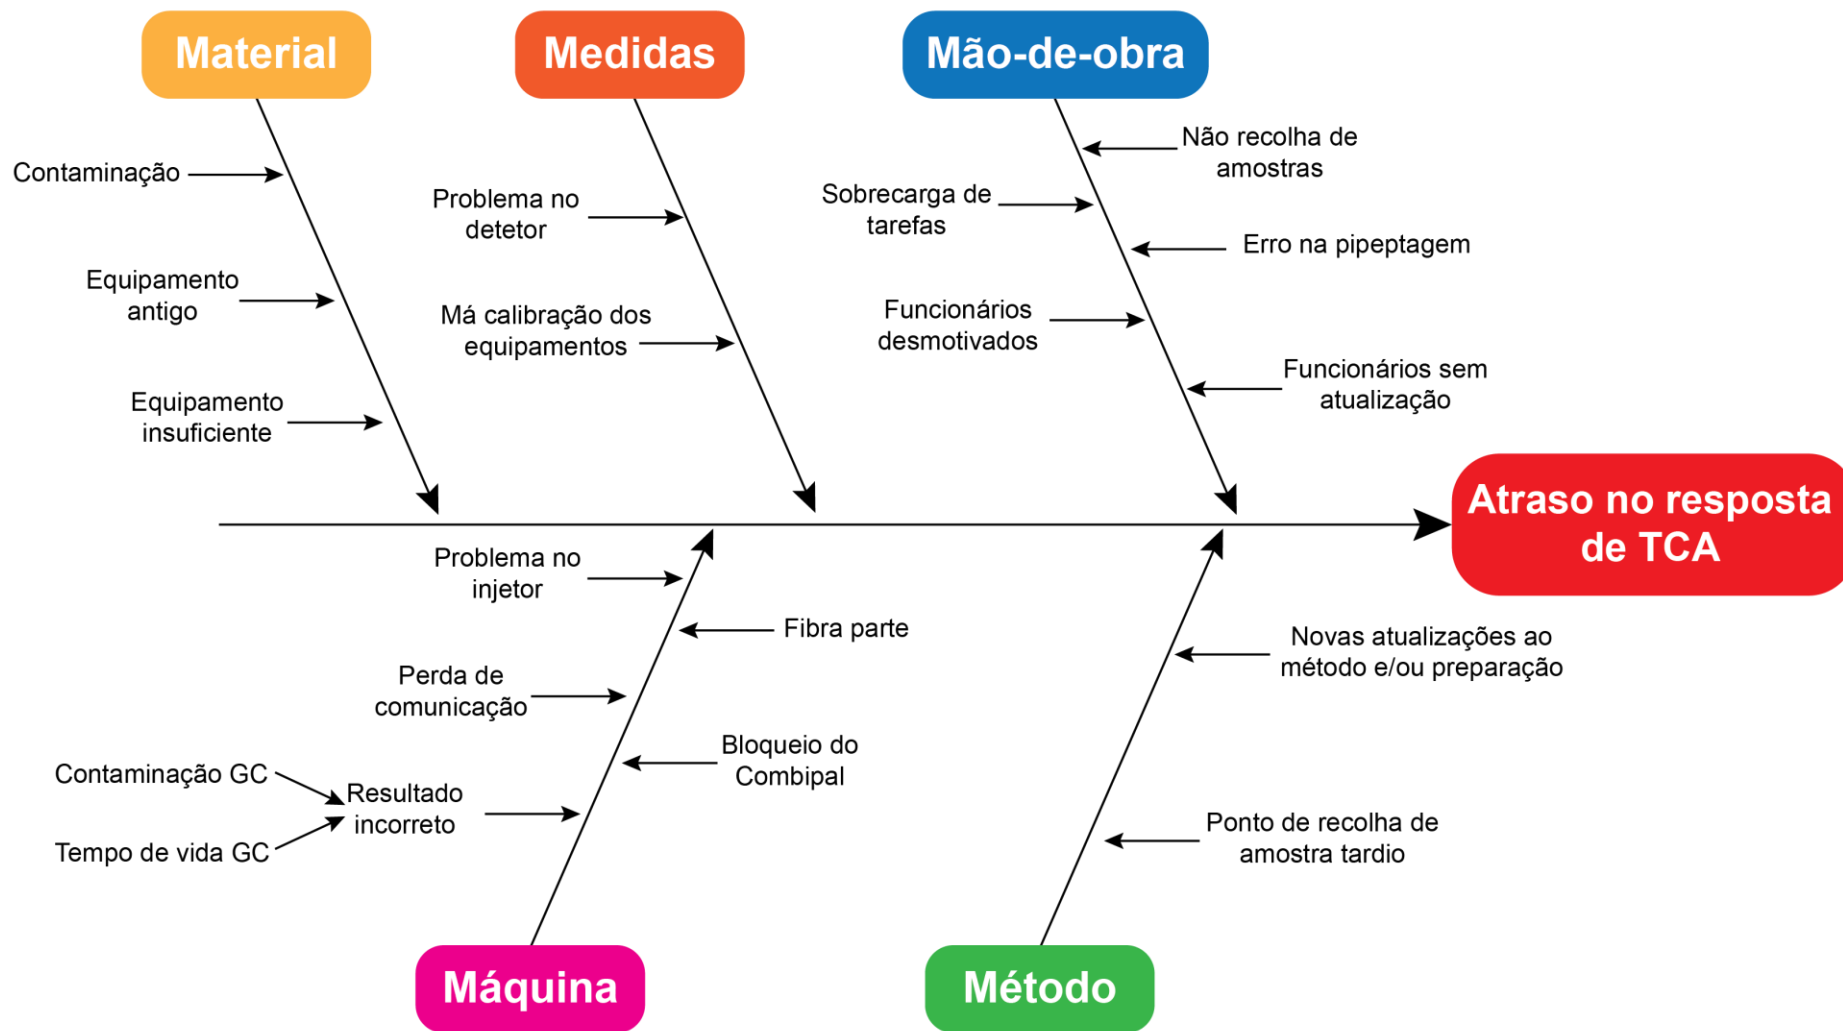 Material
Medidas
Mão-de-obra
Contaminação
Equipamento
antigo
Equipamento
insuficiente
Problema no
detetor
Má calibração dos
equipamentos
Não recolha de
amostras
Sobrecarga de
tarefas
Erro na pipeptagem
Funcionários
desmotivados
Funcionários sem
atualização
Atraso no resposta
de TCA
Problema no
injetor
Fibra parte
Perda de
comunicação
Bloqueio do
Combipal
Contaminação GC
Resultado
incorreto
Tempo de vida GC
Novas atualizações ao
método e/ou preparação
Ponto de recolha de
amostra tardio
Máquina
Método